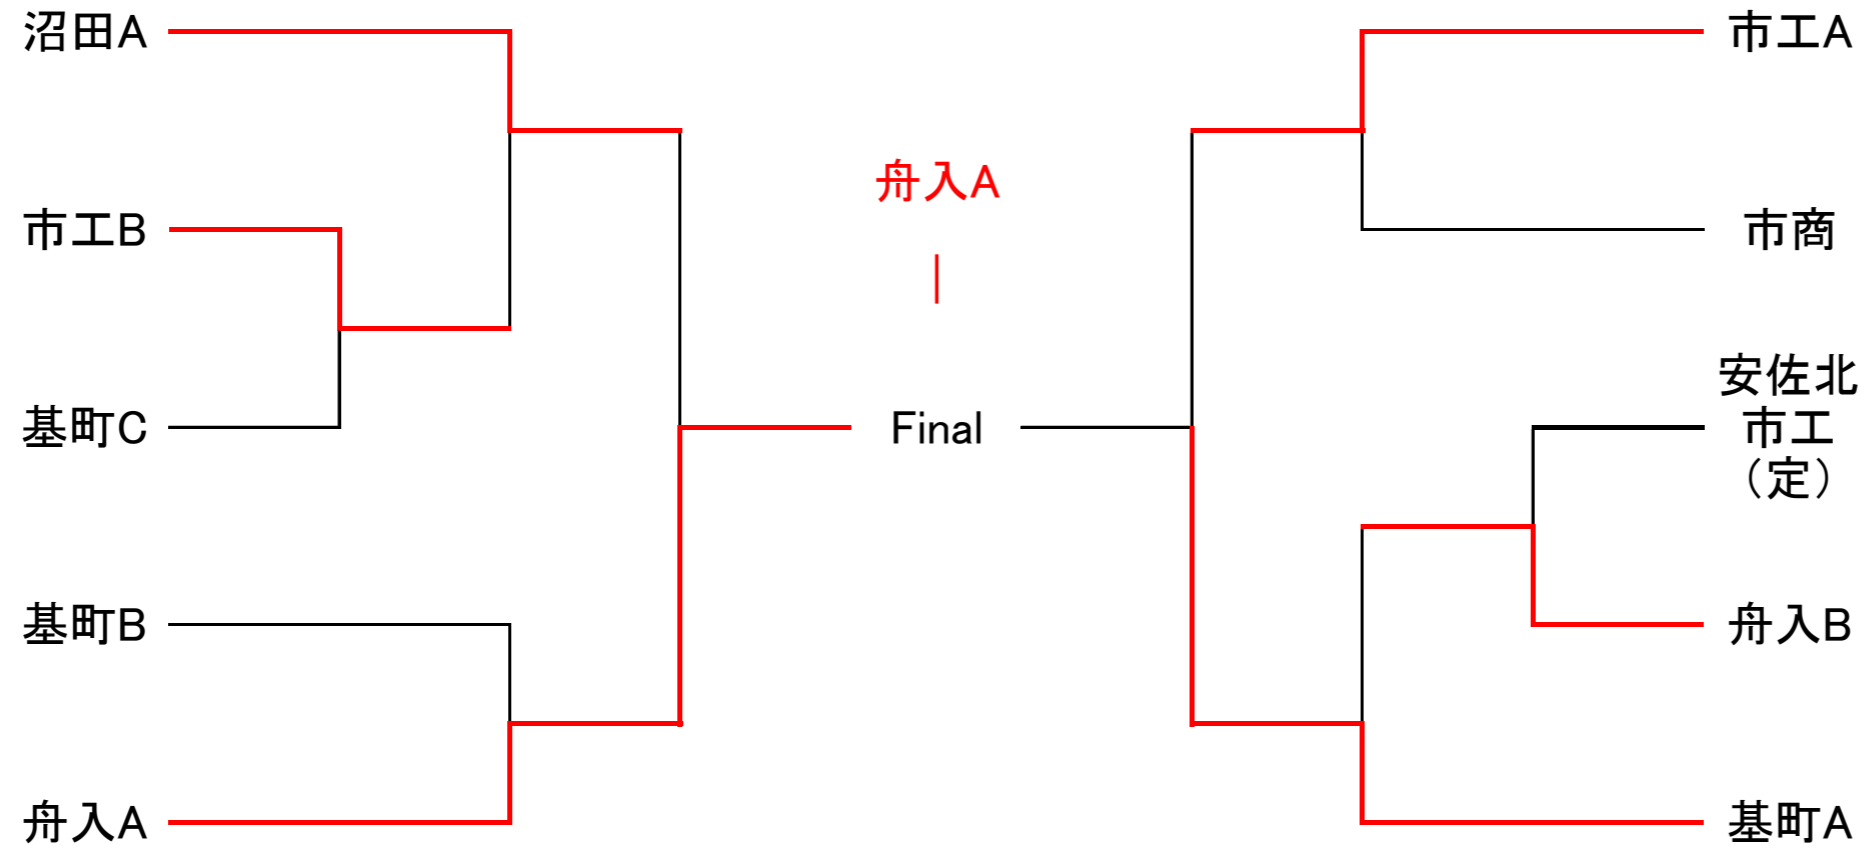 沼田A
市工B
基町C
基町B
舟入A
舟入A
Final
市工A
市商
安佐北
市工
（定）
舟入B
基町A